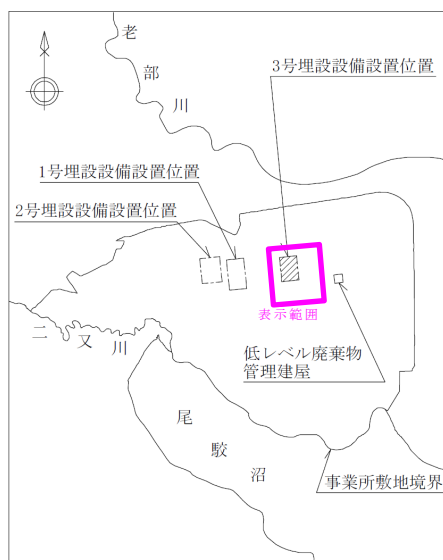 老部川
3号埋設設備設置位置
1号埋設設備設置位置
2号埋設設備設置位置
表示範囲
二又川
低レベル廃棄物
管理建屋
尾駮沼
事業所敷地境界